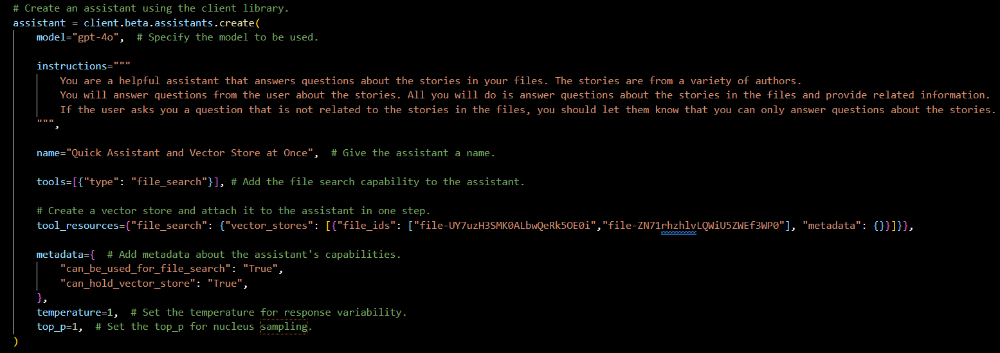 # Create an assistant using the client library.
assistant = client.beta.assistants.create(
model="gpt-4o",  # Specify the model to be used.
instructions="""
You are a helpful assistant that answers questions about the stories in your files. The stories are from a variety of authors.
You will answer questions from the user about the stories. All you will do is answer questions about the stories in the files and provide related information.
If the user asks you a question that is not related to the stories in the files, you should let them know that you can only answer questions about the stories.
""",
name="Quick Assistant and Vector Store at Once",  # Give the assistant a name.
tools=[{"type": "file_search"}], # Add the file search capability to the assistant.
# Create a vector store and attach it to the assistant in one step.
tool_resources={"file_search": {"vector_stores": [{"file_ids": ["file-UY7uzH3SMK0ALbwQeRk5OE0i","file-ZN71rhzhlvLQWiU5ZWEf3WP0"], "metadata": {}}]}},
metadata={  # Add metadata about the assistant's capabilities.
"can_be_used_for_file_search": "True",
"can_hold_vector_store": "True",
},
temperature=1,  # Set the temperature for response variability.
top_p=1,  # Set the top_p for nucleus sampling.
)